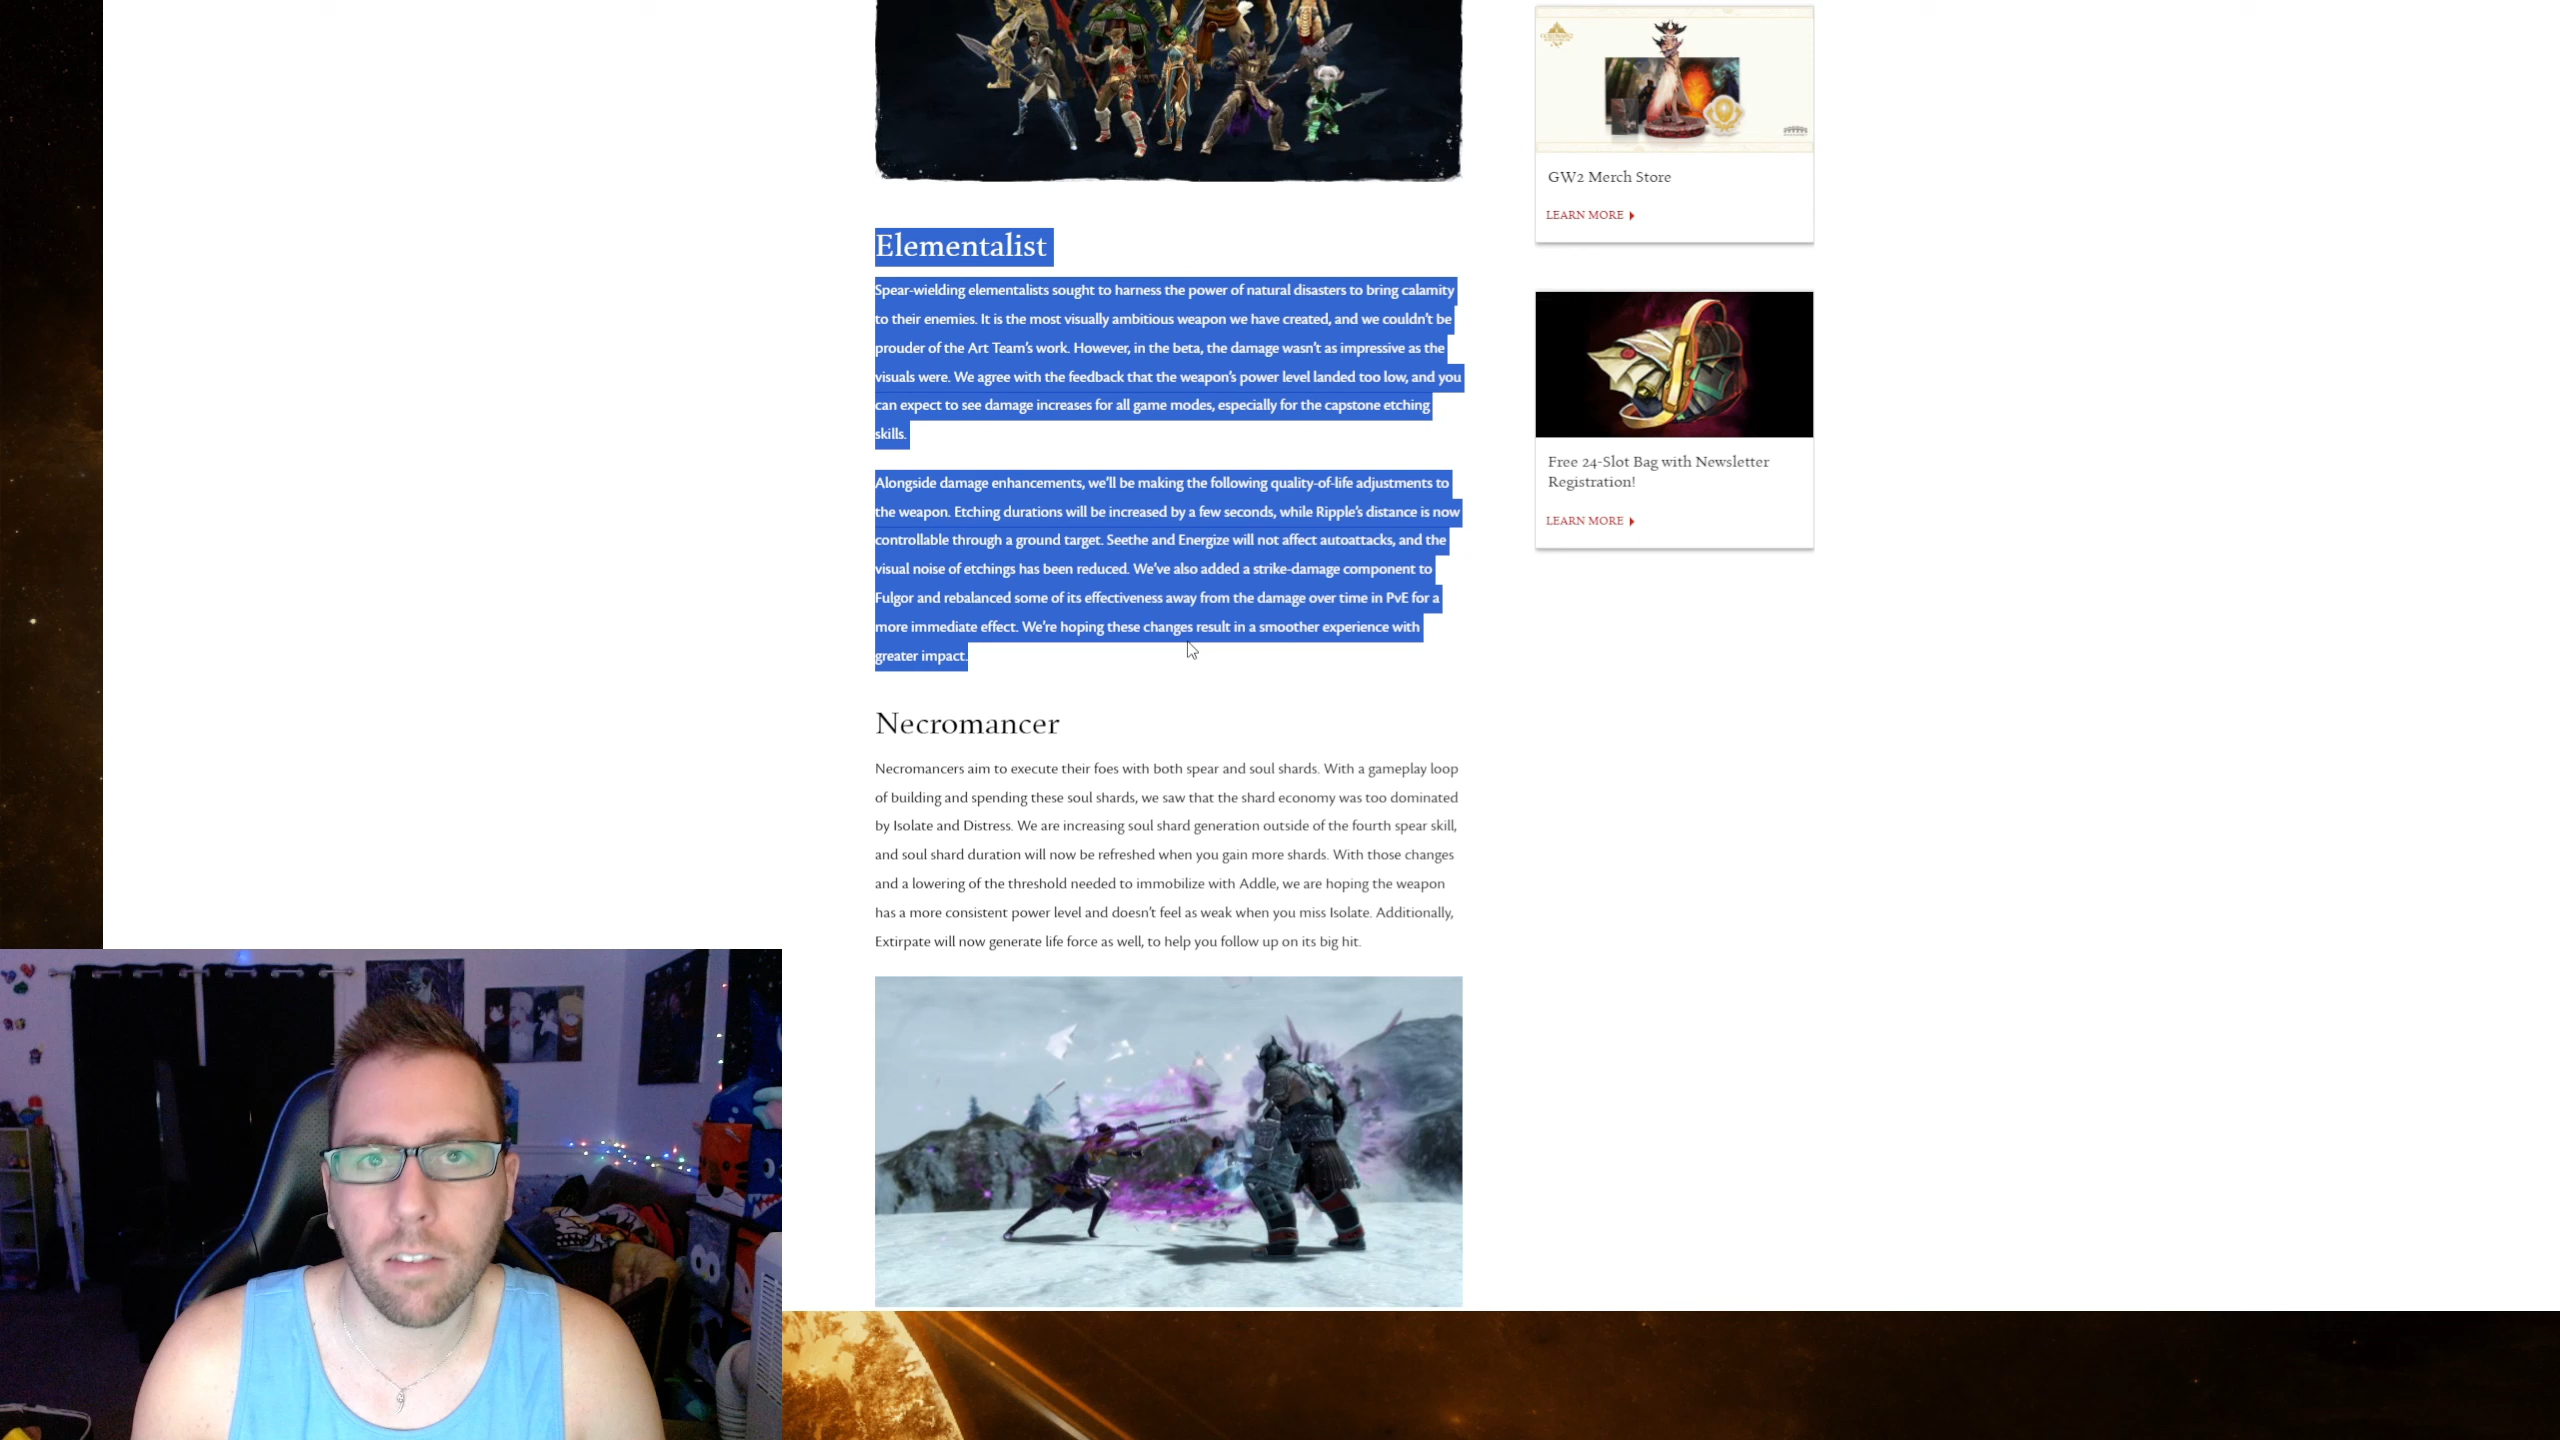 Elementalist
Spear-wielding elementalists sought to harness the power of natural disasters to bring calamity
to their enemies. It is the most visually ambitious weapon we have created, and we couldn't be
prouder of the Art Team's work. However, in the beta, the damage wasn't as impressive as the
visuals were. We agree with the feedback that the weapon's power level landed too low, and you
can expect to see damage increases for all game modes, especially for the capstone etching
skills.
Alongside damage enhancements, we'll be making the following quality-of-life adjustments to
the weapon. Etching durations will be increased by a few seconds, while Ripple's distance is now
controllable through a ground target. Seethe and Energize will not affect autoattacks, and the
visual noise of etchings has been reduced. We've also added a strike-damage component to
Fulgor and rebalanced some of its effectiveness away from the damage over time in PvE for a
more immediate effect. We're hoping these changes result in a smoother experience with
greater impact.
Necromancer
Necromancers aim to execute their foes with both spear and soul shards. With a gameplay loop
of building and spending these soul shards, we saw that the shard economy was too dominated
by Isolate and Distress. We are increasing soul shard generation outside of the fourth spear skill,
and soul shard duration will now be refreshed when you gain more shards. With those changes
and a lowering of the threshold needed to immobilize with Addle, we are hoping the weapon
has a more consistent power level and doesn't feel as weak when you miss Isolate. Additionally,
Extirpate will now generate life force as well, to help you follow up on its big hit.
GW2 Merch Store
LEARN MORE
Free 24-Slot Bag with Newsletter
Registration!
LEARN MORE